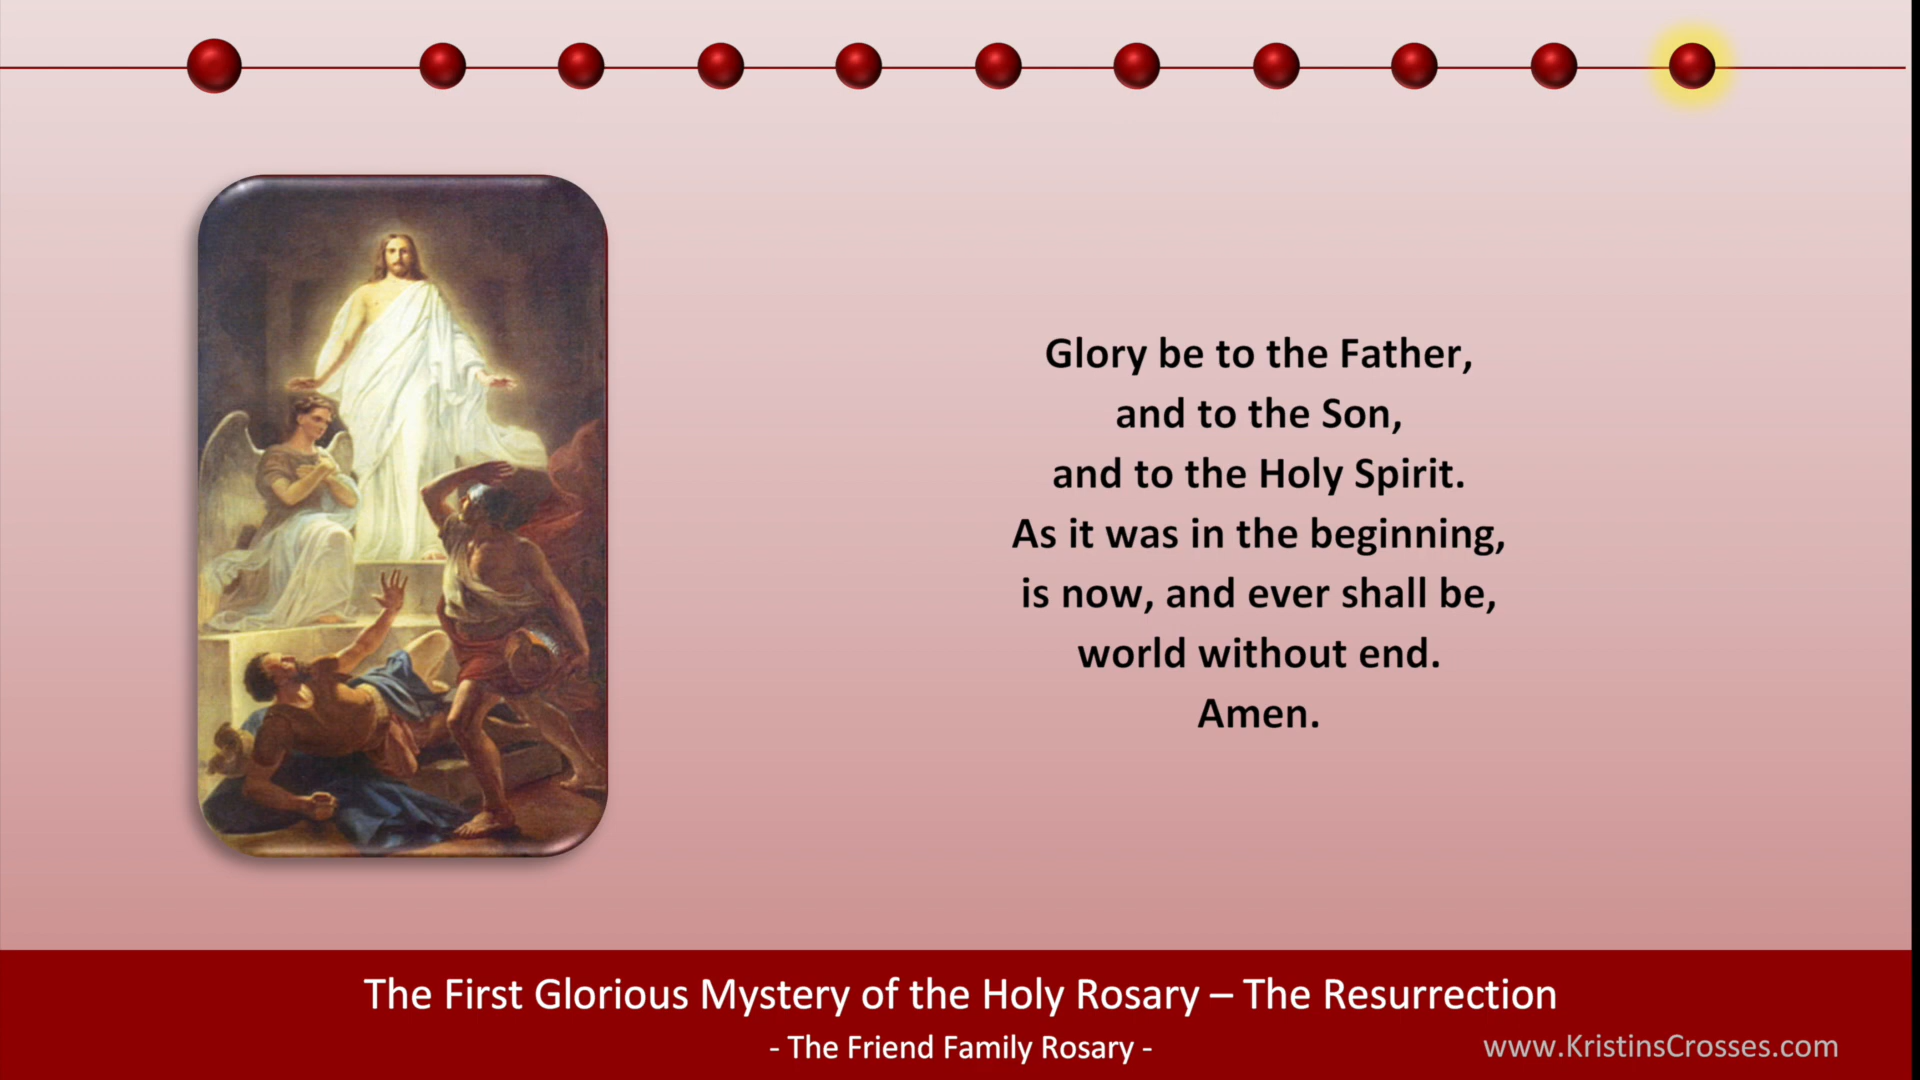 Glory be to the Father,
and to the Son,
and to the Holy Spirit.
As it was in the beginning,
is now, and ever shall be,
world without end.
Amen.
The First Glorious Mystery of the Holy Rosary – The Resurrection
- The Friend Family Rosary -
www.KristinsCrosses.com